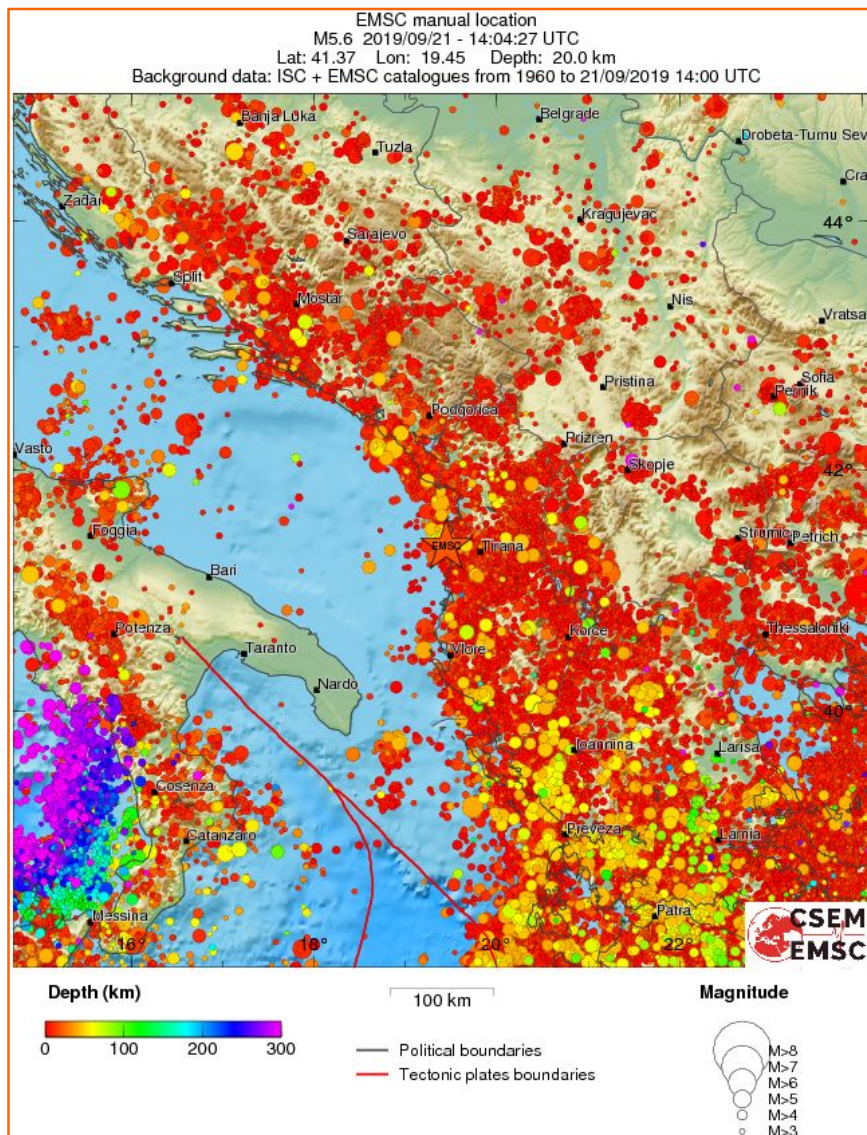 EMSC manual location
M5.6 2019/09/21 - 14:04:27 UTC
Lat: 41.37 Lon: 19.45 Depth: 20.0 km
Background data: ISC + EMSC catalogues from 1960 to 21/09/2019 14:00 UTC
Banja Luka
Belgrade
Tuzla
Drobeta-Turnu Sev
Cra
Zadar
Kragujevac
44°
Sarajevo
Split
Mostar
Nis
Vratsa
Pristina
Sofia
Pernik
Podgorica
Prizren
Vasto
Skopje
42°
Foggia
EMSC
Tirana
Strumica
Petrich
Bari
Potenza
Korce
Thessaloniki
Taranto
Vlore
Nardo
40°
Ioannina
Larisa
Cosenza
Preveza
Lamia
Catanzaro
Messina
Patra
16°
18°
20°
22°
CSEM
EMSC
Depth (km)
0 100 200 300
100 km
Political boundaries
Tectonic plates boundaries
Magnitude
M>8
M>7
M>6
M>5
M>4
M>3